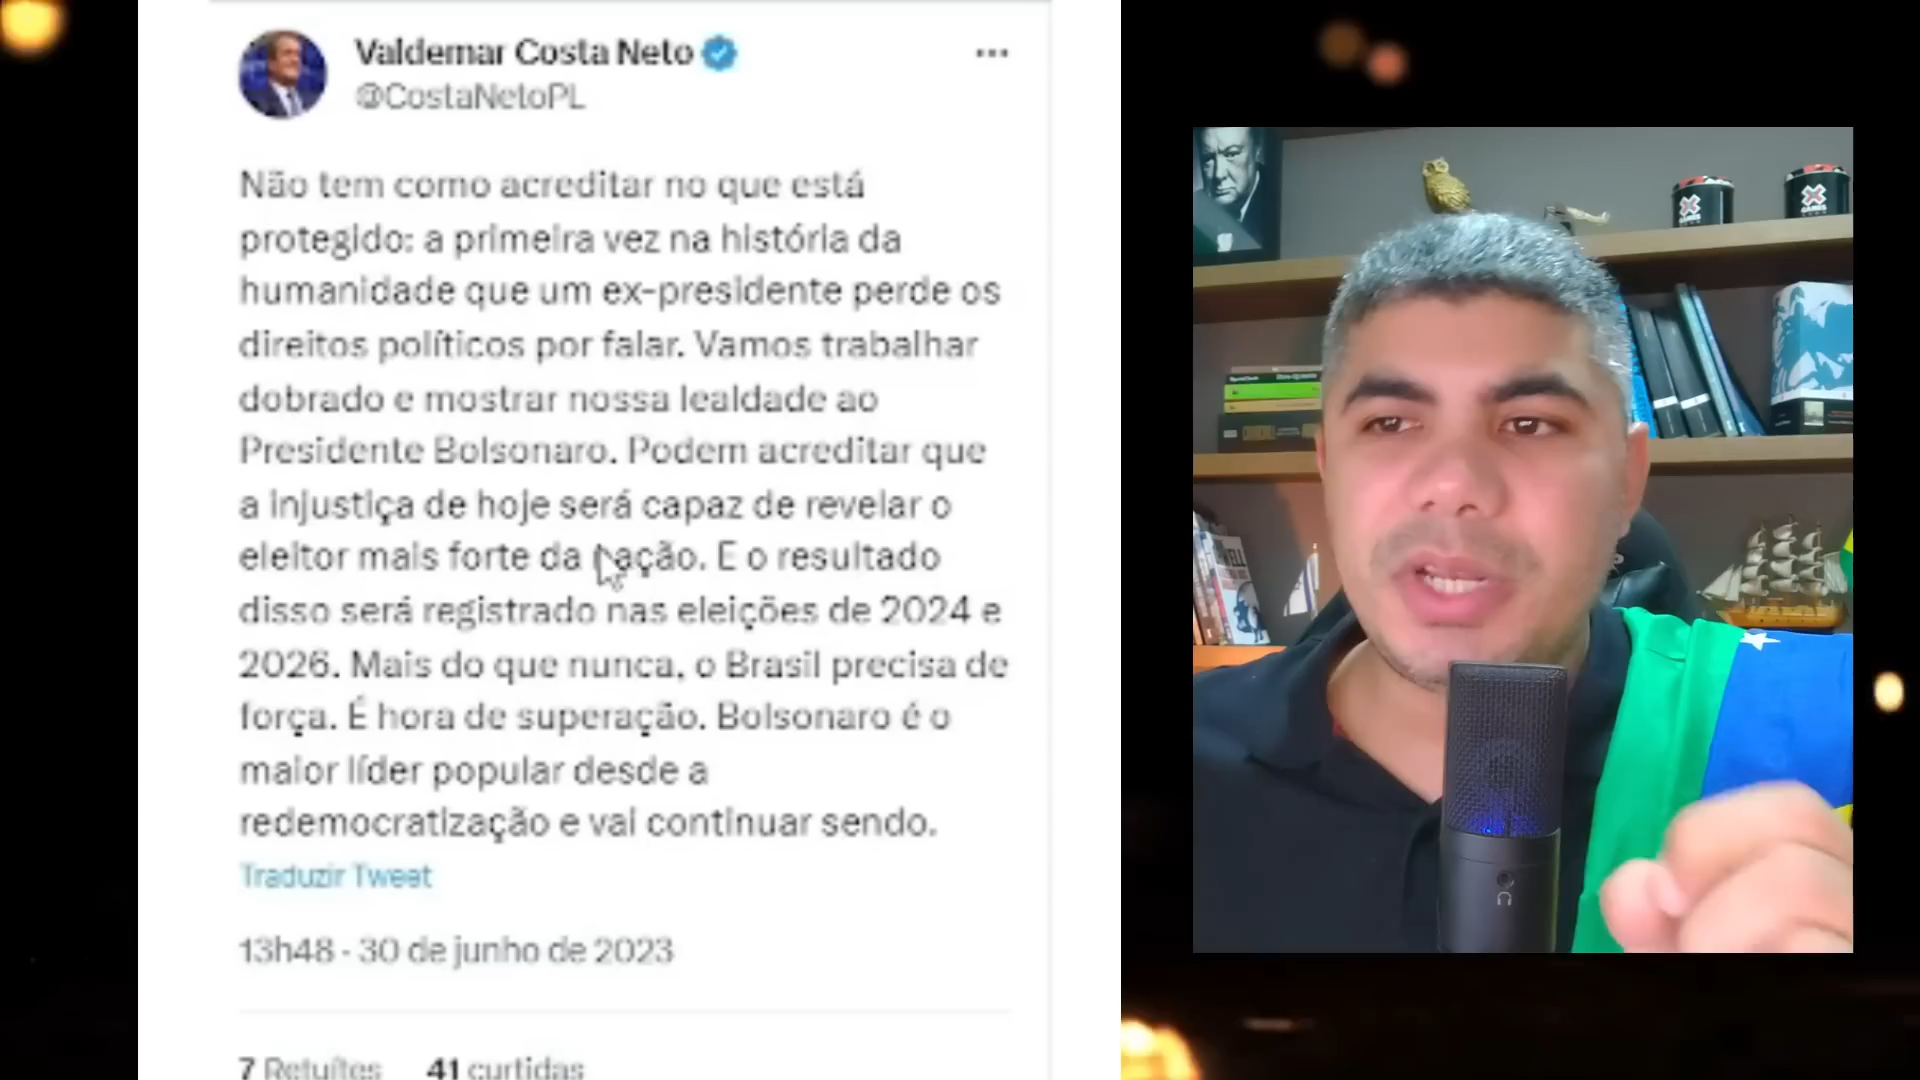 Valdemar Costa Neto
@CostaNetoPL
Não tem como acreditar no que está
protegido: a primeira vez na história da
humanidade que um ex-presidente perde os
direitos políticos por falar. Vamos trabalhar
dobrado e mostrar nossa lealdade ao
Presidente Bolsonaro. Podem acreditar que
a injustiça de hoje será capaz de revelar o
eleitor mais forte da nação. E o resultado
disso será registrado nas eleições de 2024 e
2026. Mais do que nunca, o Brasil precisa de
força. É hora de superação. Bolsonaro é o
maior líder popular desde a
redemocratização e vai continuar sendo.
Traduzir Tweet
13h48 - 30 de junho de 2023
7 Retuítes 41 curtidas
X GAMES
X GAMES